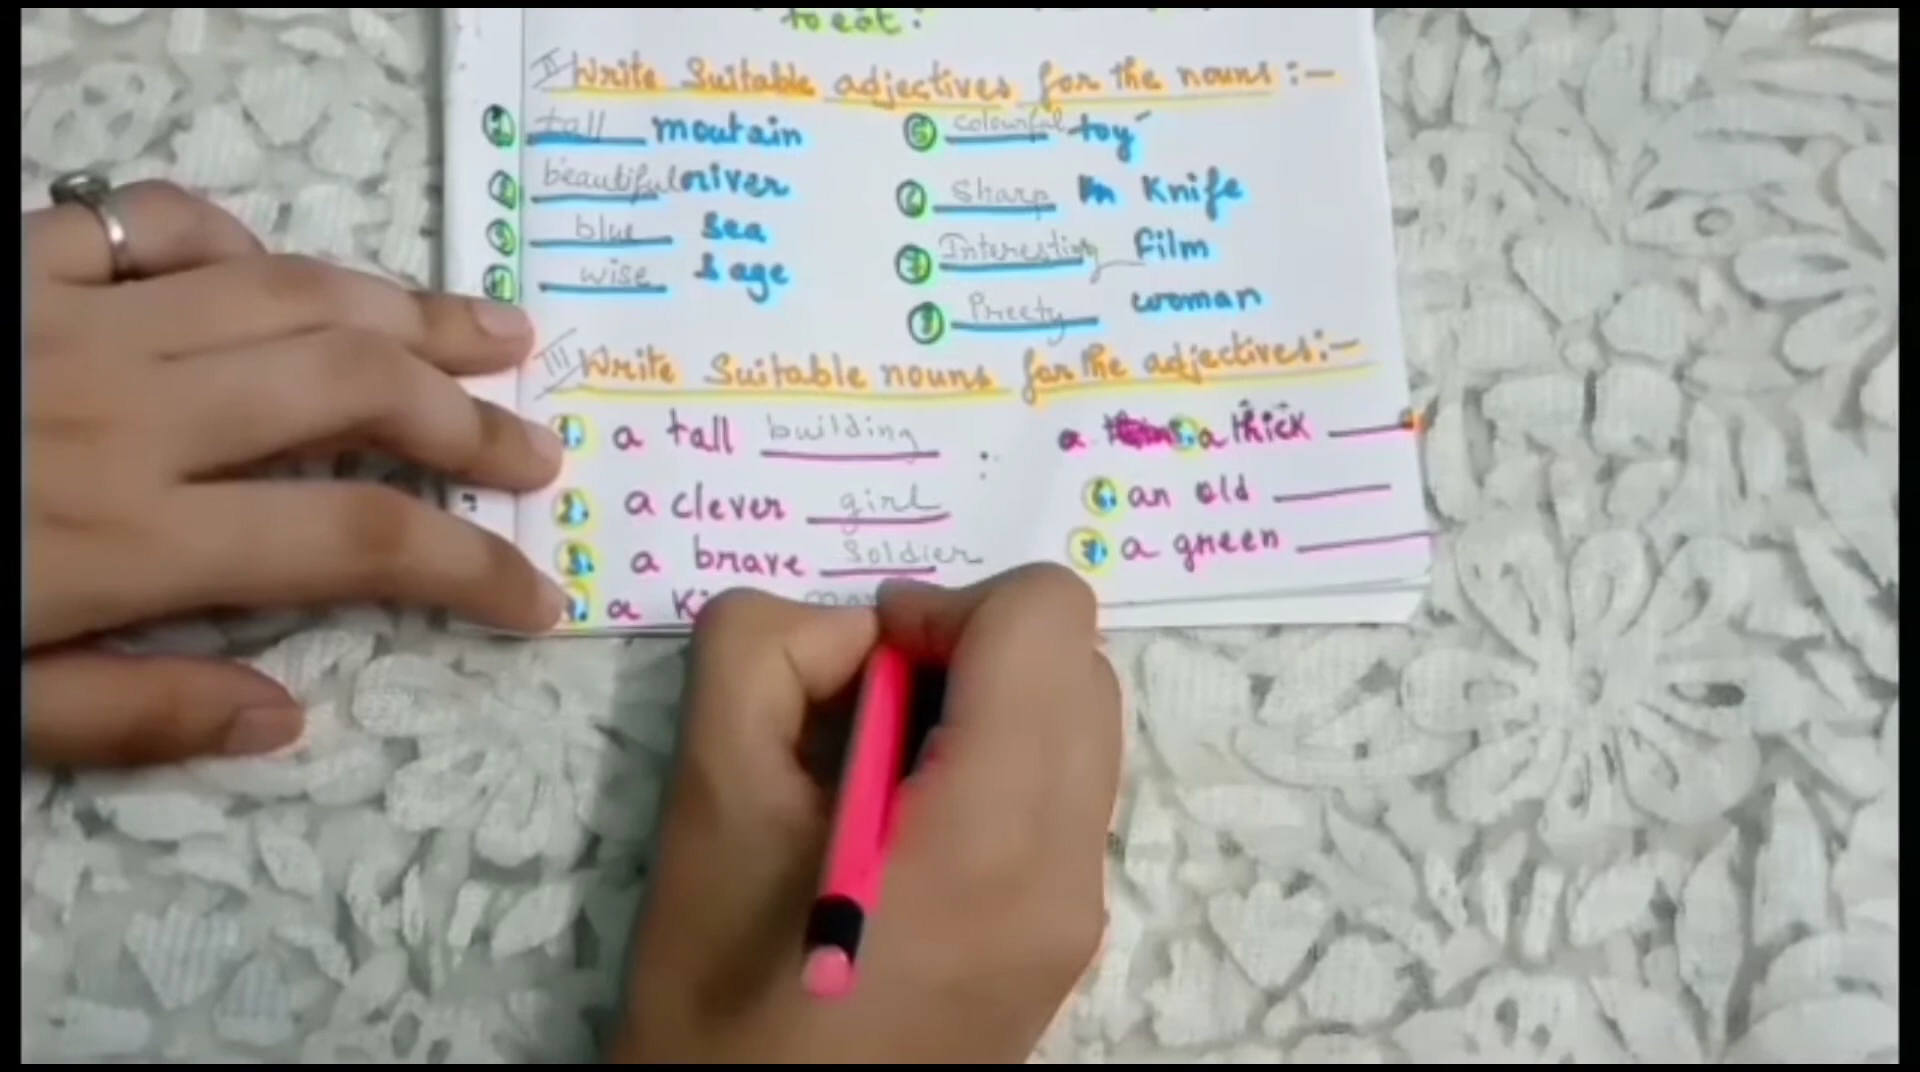 to eat.
II Write Suitable adjectives for the nouns :-
1 tall moutain
2 beautiful river
3 blue sea
4 wise sage
5 colourful toy
6 Sharp Knife
7 Interesting film
8 Preety woman
III Write Suitable nouns for the adjectives:-
1. a tall building
2. a clever girl
3. a brave Soldier
4. a man
a a thick
6. an old
7. a green